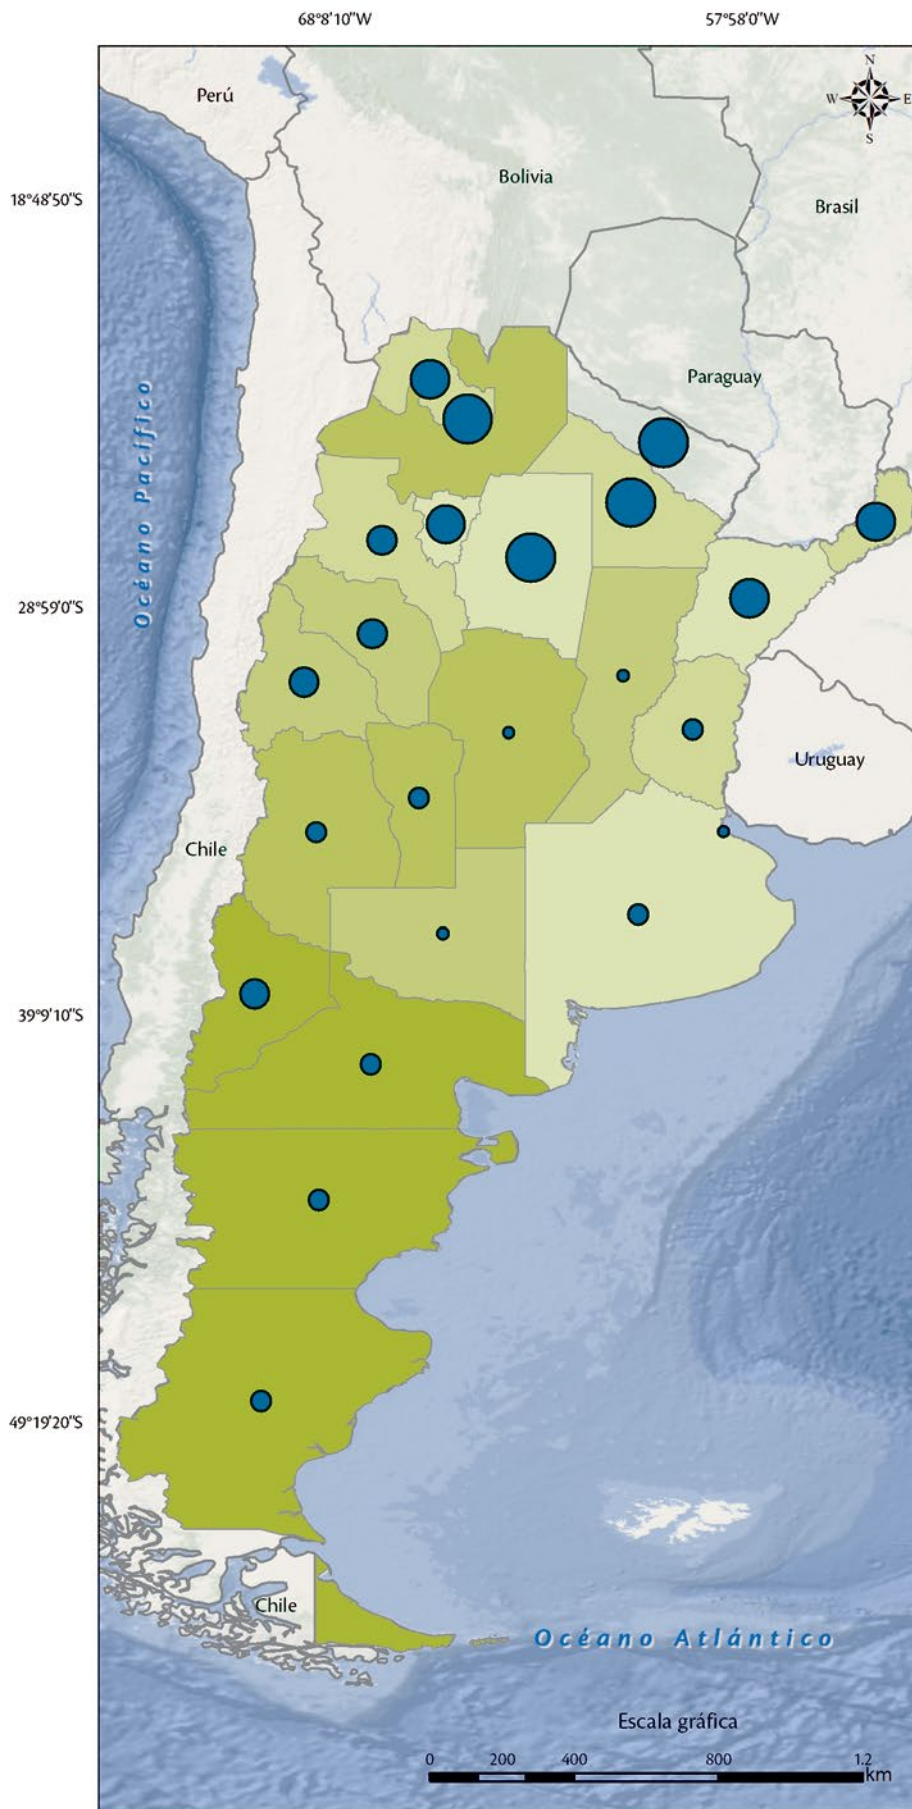 68°8'10"W
57°58'0"W
N
W
E
S
Perú
Bolivia
18°48'50"S
Brasil
Paraguay
Océano Pacífico
28°59'0"S
Uruguay
Chile
39°9'10"S
49°19'20"S
Chile
Océano Atlántico
Escala gráfica
0 200 400 800 1.2
km